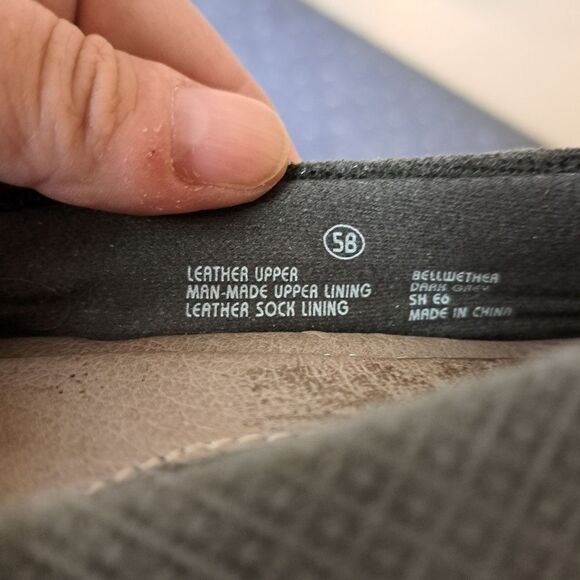 5B
LEATHER UPPER
MAN-MADE UPPER LINING
LEATHER SOCK LINING
BELLWETHER
DARK GREY
SH E6
MADE IN CHINA